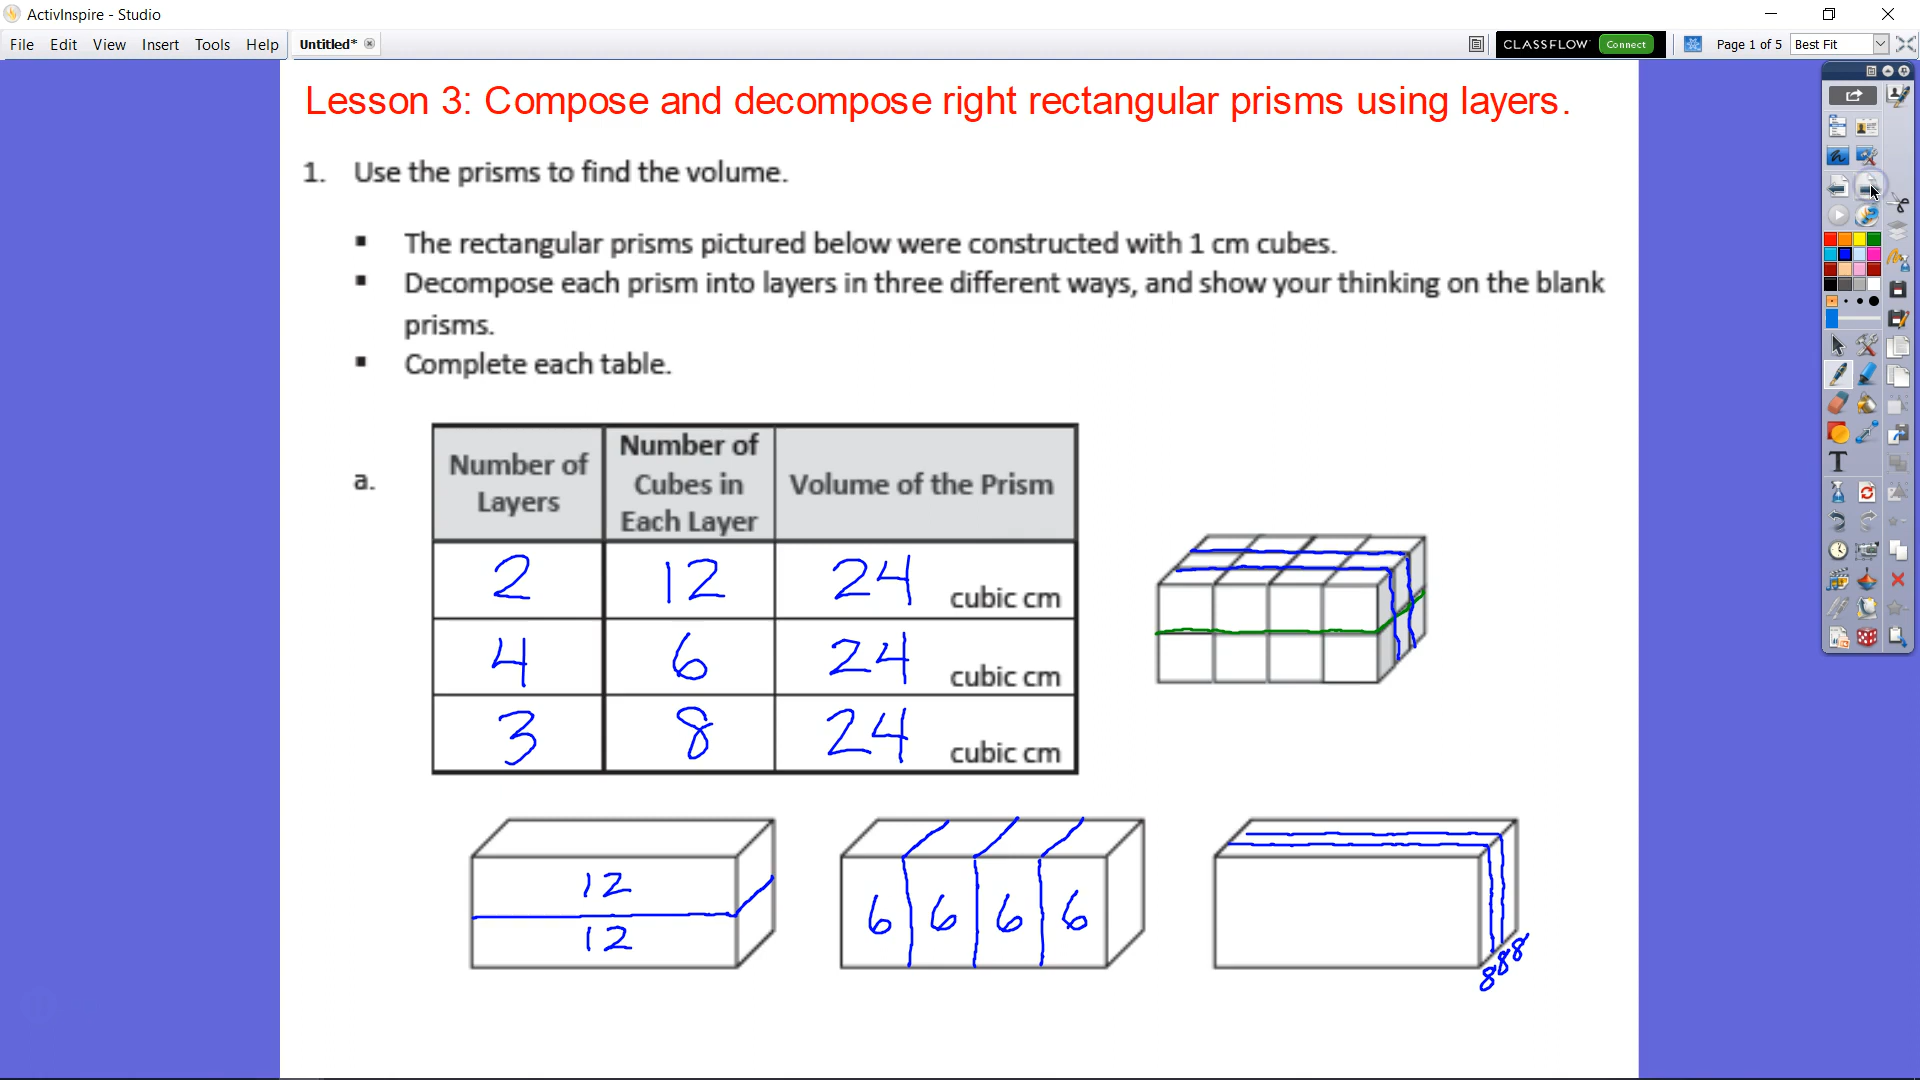 ActivInspire - Studio
File Edit View Insert Tools Help Untitled*
CLASSFLOW Connect Page 1 of 5 Best Fit
Lesson 3: Compose and decompose right rectangular prisms using layers.
1. Use the prisms to find the volume.
▪ The rectangular prisms pictured below were constructed with 1 cm cubes.
▪ Decompose each prism into layers in three different ways, and show your thinking on the blank
prisms.
▪ Complete each table.
a.
Number of Layers
Number of Cubes in Each Layer
Volume of the Prism
2 12 24 cubic cm
4 6 24 cubic cm
3 8 24 cubic cm
12
12
6 6 6 6
8 8 8
T